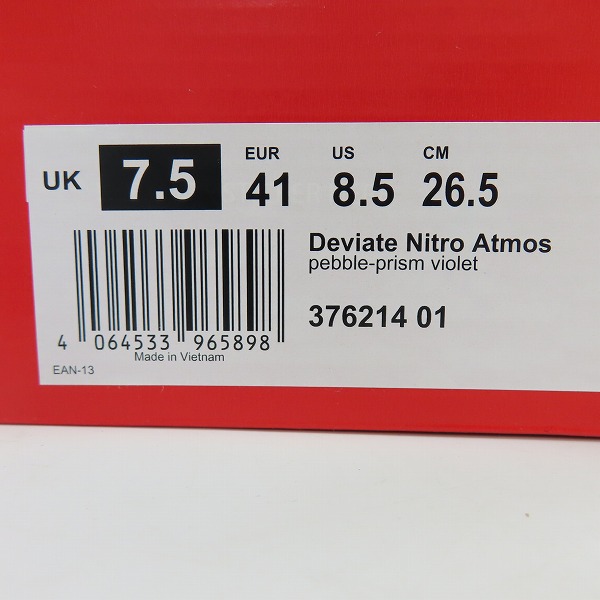 UK 7.5 EUR 41 US 8.5 CM 26.5
Deviate Nitro Atmos
pebble-prism violet
376214 01
4 064533 965898
Made in Vietnam
EAN-13